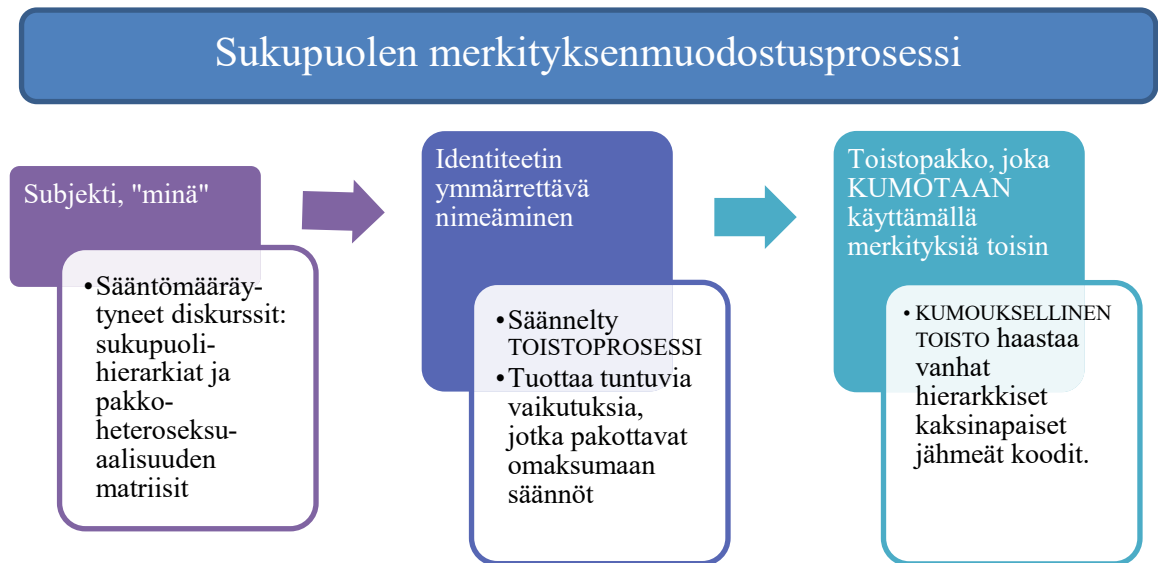 Sukupuolen merkityksenmuodostusprosessi
Subjekti, "minä"
•Sääntömääräy-
tyneet diskurssit:
sukupuoli-
hierarkiat ja
pakko-
heteroseksu-
aalisuuden
matriisit
Identiteetin
ymmärrettävä
nimeäminen
•Säännelty
TOISTOPROSESSI
•Tuottaa tuntuvia
vaikutuksia,
jotka pakottavat
omaksumaan
säännöt
Toistopakko, joka
KUMOTAAN
käyttämällä
merkityksiä toisin
• KUMOUKSELLINEN
TOISTO haastaa
vanhat
hierarkkiset
kaksinapaiset
jähmeät koodit.